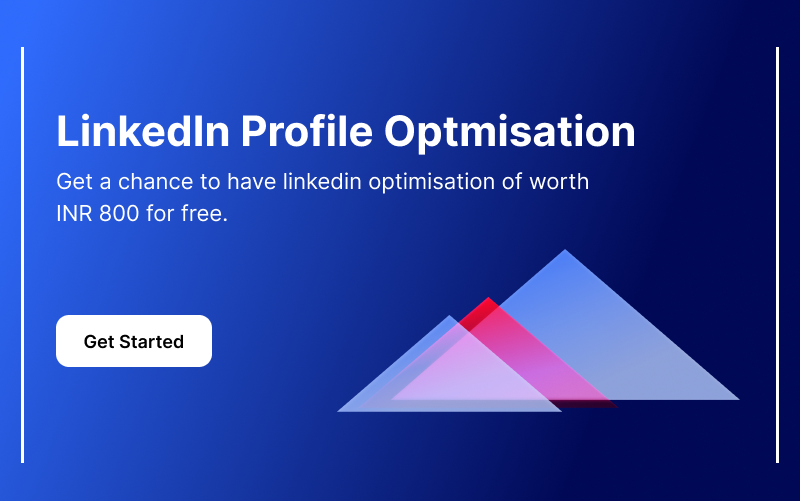 LinkedIn Profile Optmisation
Get a chance to have linkedin optimisation of worth
INR 800 for free.
Get Started